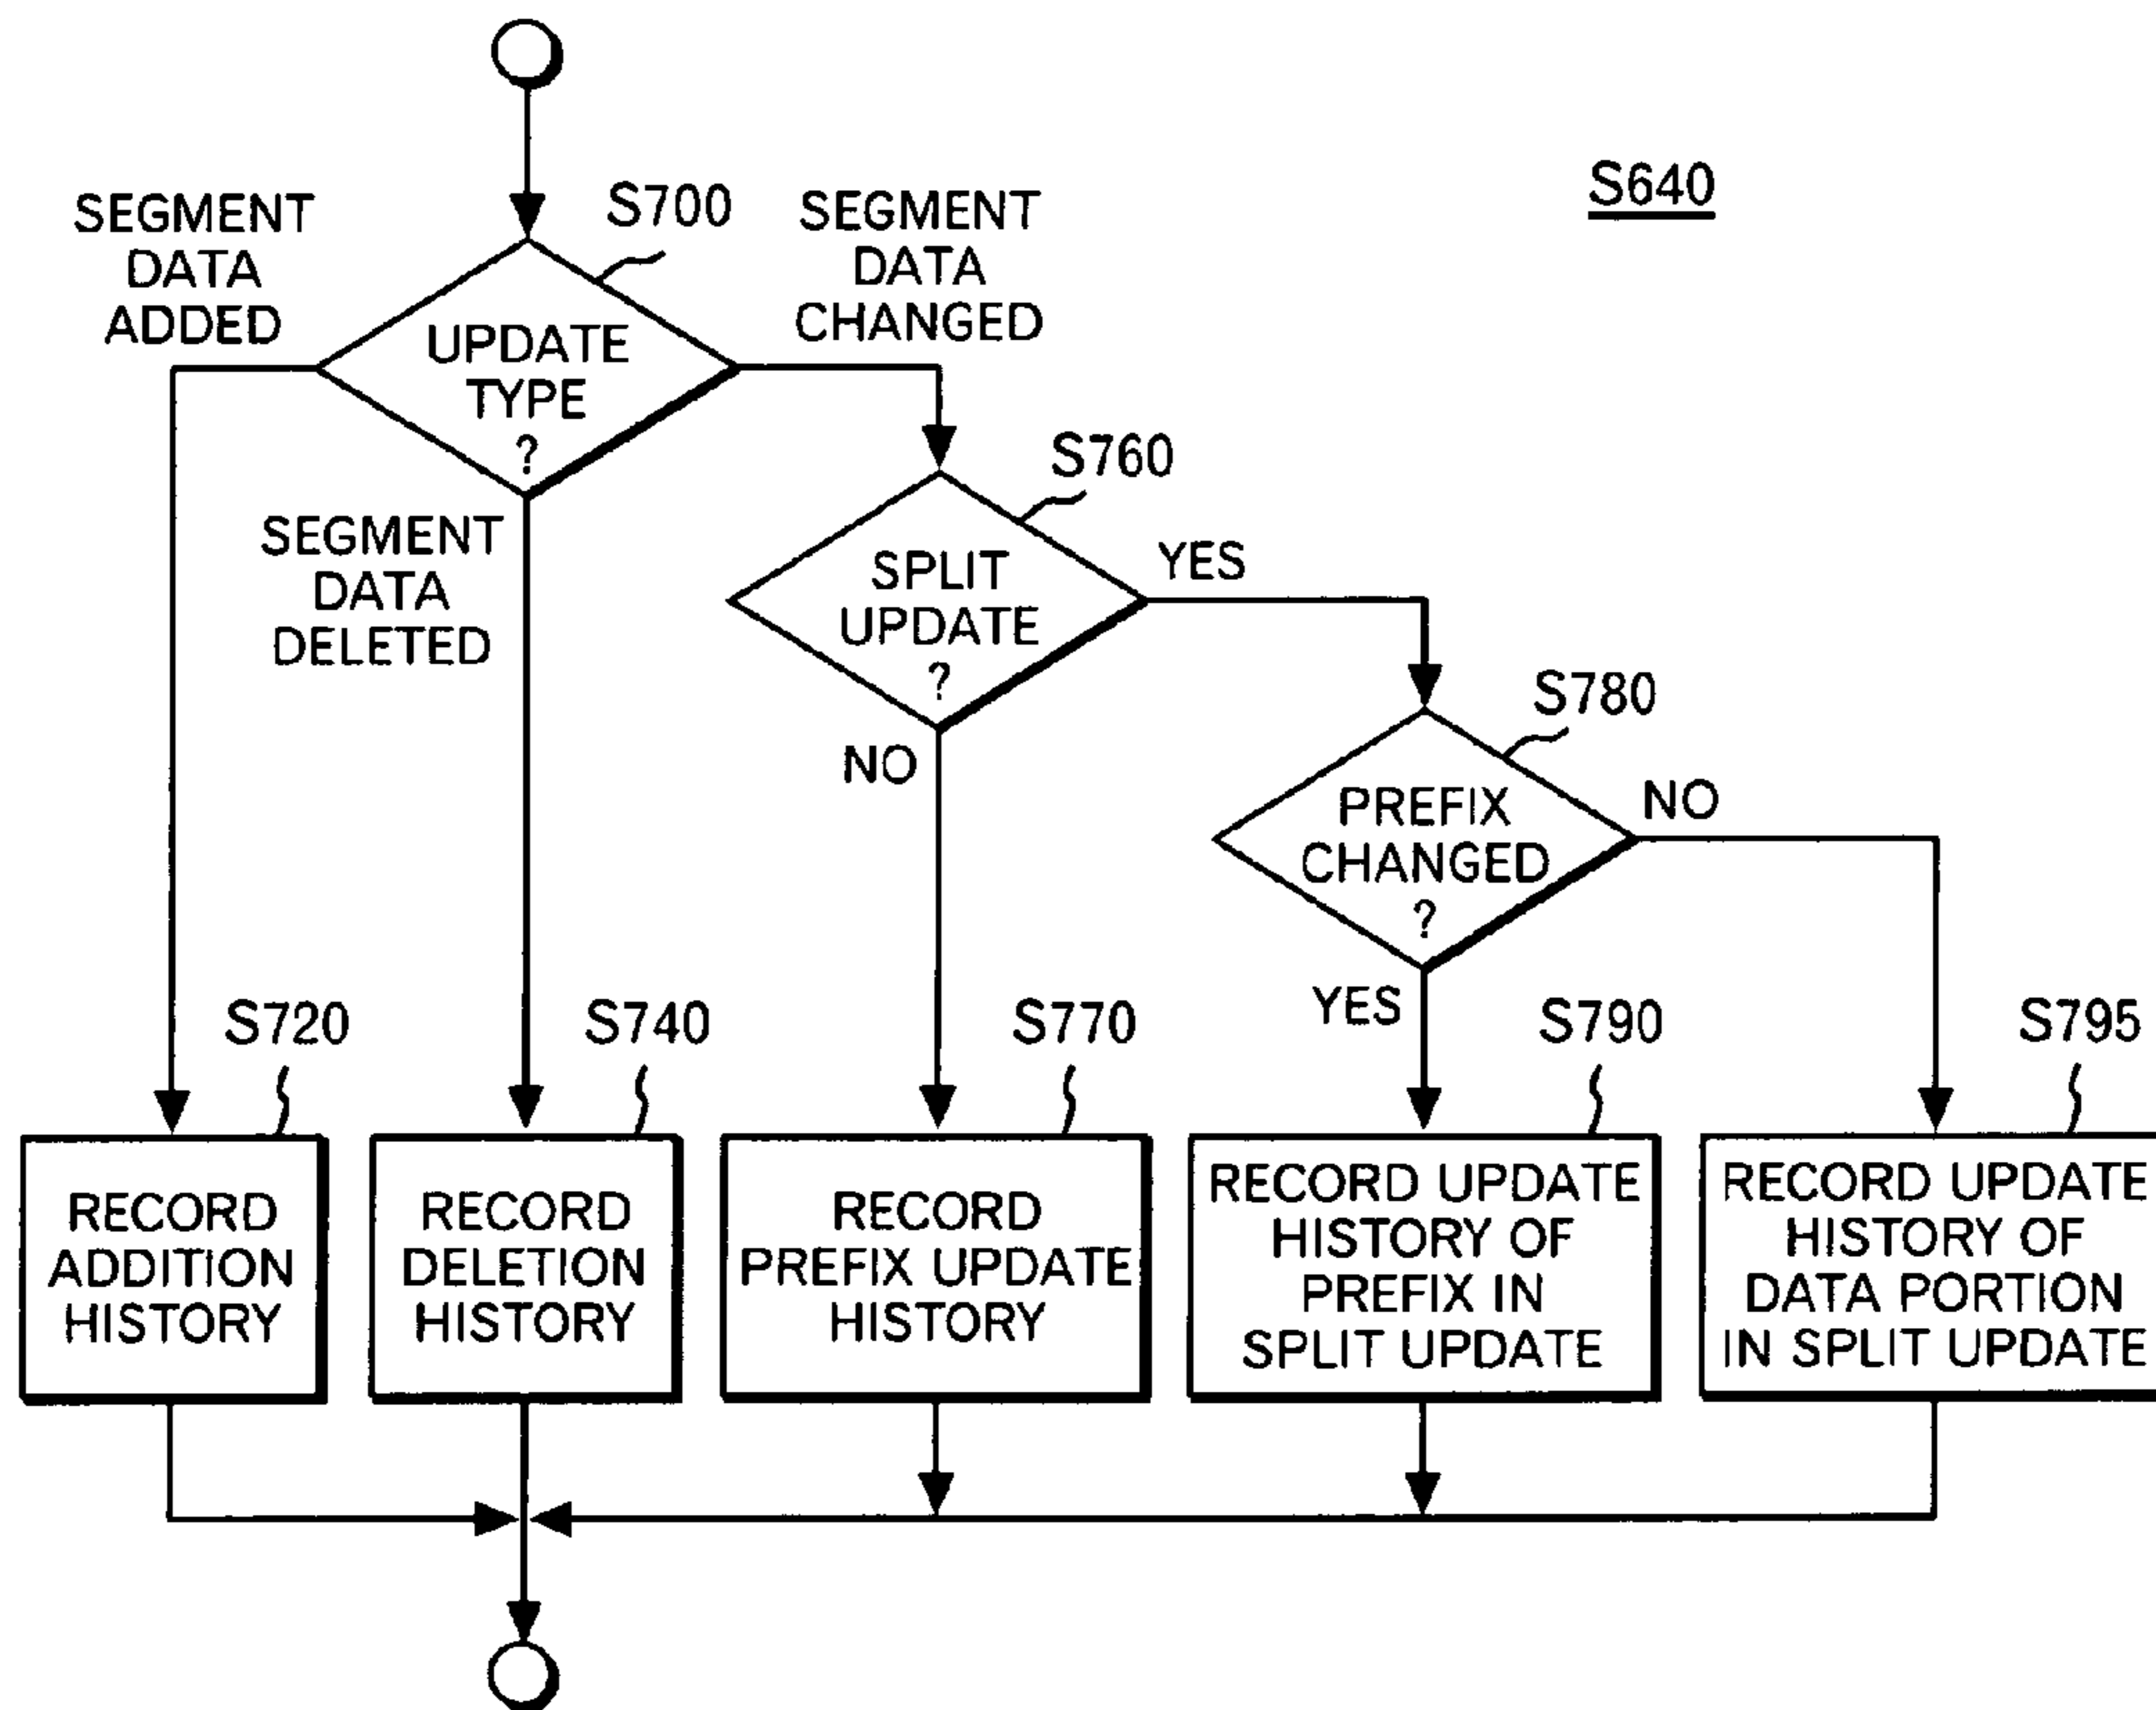 S640
SEGMENT
DATA
ADDED
S700
SEGMENT
DATA
CHANGED
UPDATE
TYPE
?
SEGMENT
DATA
DELETED
S760
SPLIT
UPDATE
?
YES
NO
S780
PREFIX
CHANGED
?
NO
YES
S720
RECORD
ADDITION
HISTORY
S740
RECORD
DELETION
HISTORY
S770
RECORD
PREFIX UPDATE
HISTORY
S790
RECORD UPDATE
HISTORY OF
PREFIX IN
SPLIT UPDATE
S795
RECORD UPDATE
HISTORY OF
DATA PORTION
IN SPLIT UPDATE